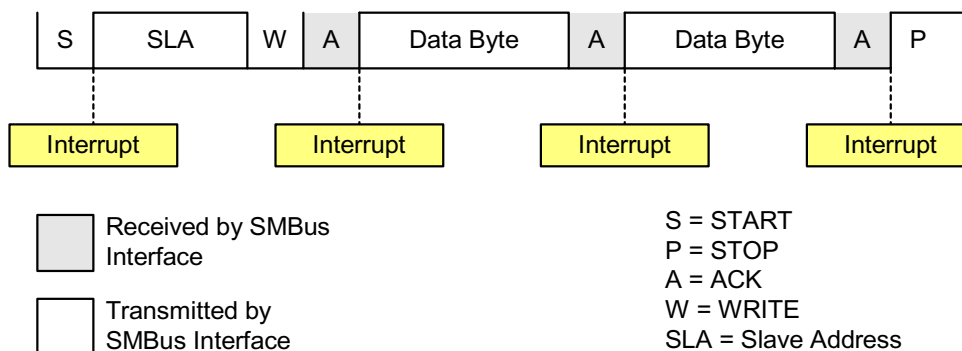 S SLA W A Data Byte A Data Byte A P
Interrupt Interrupt Interrupt Interrupt
Received by SMBus
Interface
Transmitted by
SMBus Interface
S = START
P = STOP
A = ACK
W = WRITE
SLA = Slave Address